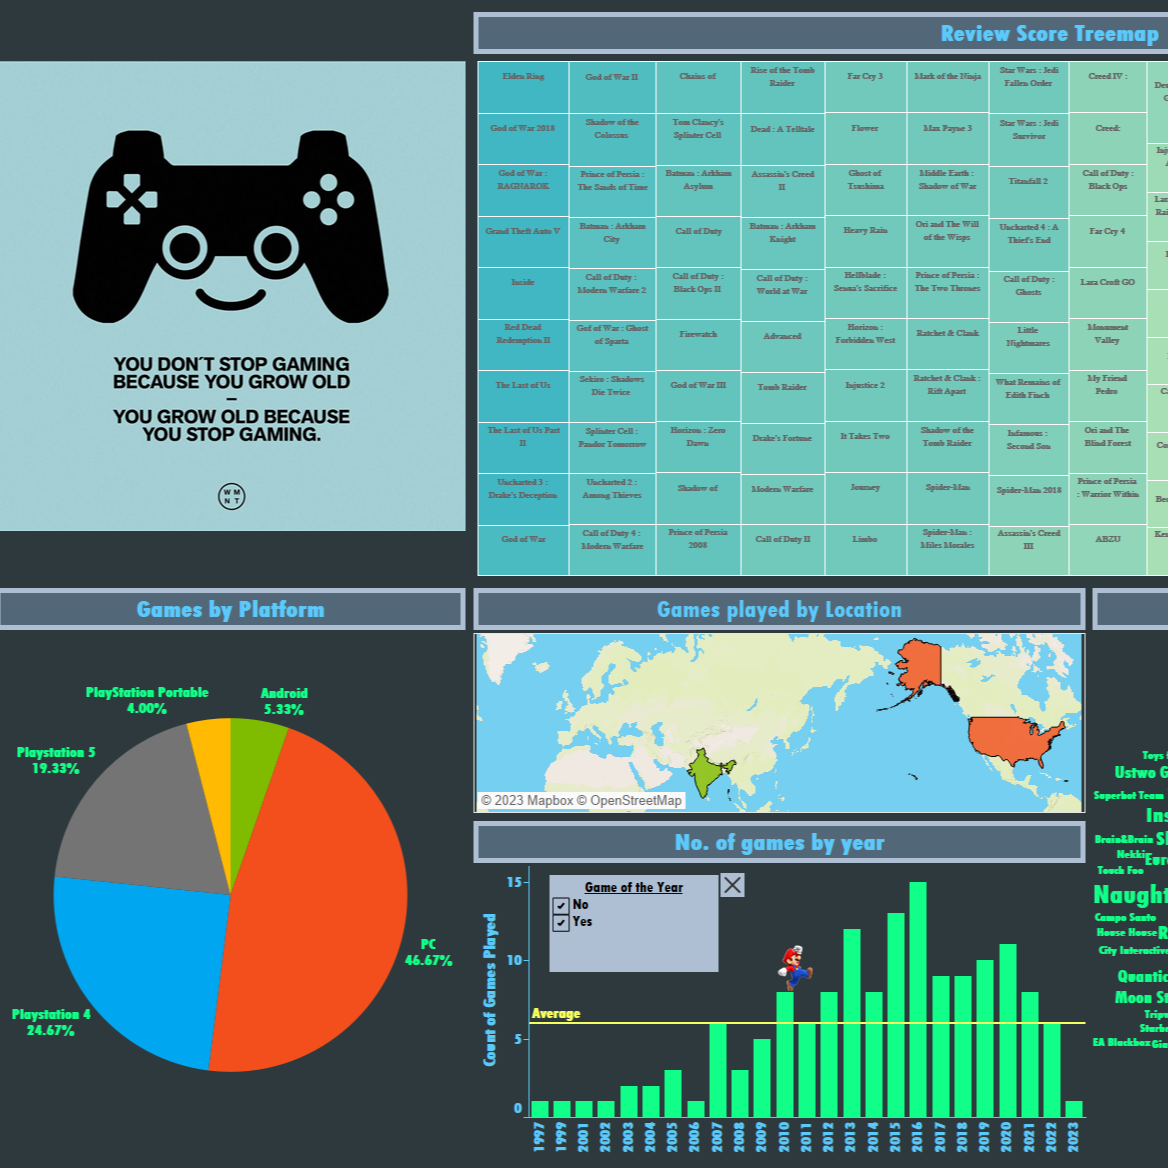 Review Score Treemap
YOU DON´T STOP GAMING
BECAUSE YOU GROW OLD
–
YOU GROW OLD BECAUSE
YOU STOP GAMING.
W M
N T
Elden Ring
God of War 2018
God of War :
RAGNAROK
Grand Theft Auto V
Inside
Red Dead
Redemption II
The Last of Us
The Last of Us Part
II
Uncharted 3 :
Drake's Deception
God of War
God of War II
Shadow of the
Colossus
Prince of Persia :
The Sands of Time
Batman : Arkham
City
Call of Duty :
Modern Warfare 2
Gof of War : Ghost
of Sparta
Sekiro : Shadows
Die Twice
Splinter Cell :
Pandor Tomorrow
Uncharted 2 :
Among Thieves
Call of Duty 4 :
Modern Warfare
Chains of
Tom Clancy's
Splinter Cell
Batman : Arkham
Asylum
Call of Duty
Call of Duty :
Black Ops II
Firewatch
God of War III
Horizon : Zero
Dawn
Shadow of
Prince of Persia
2008
Rise of the Tomb
Raider
Dead : A Telltale
Assassin's Creed
II
Batman : Arkham
Knight
Call of Duty :
World at War
Advanced
Tomb Raider
Drake's Fortune
Modern Warfare
Call of Duty II
Far Cry 3
Flower
Ghost of
Tsushima
Heavy Rain
Hellblade :
Senua's Sacrifice
Horizon :
Forbidden West
Injustice 2
It Takes Two
Journey
Limbo
Mark of the Ninja
Max Payne 3
Middle Earth :
Shadow of War
Ori and The Will
of the Wisps
Prince of Persia :
The Two Thrones
Ratchet & Clank
Ratchet & Clank :
Rift Apart
Shadow of the
Tomb Raider
Spider-Man
Spider-Man :
Miles Morales
Star Wars : Jedi
Fallen Order
Star Wars : Jedi
Survivor
Titanfall 2
Uncharted 4 : A
Thief's End
Call of Duty :
Ghosts
Little
Nightmares
What Remains of
Edith Finch
Infamous :
Second Son
Spider-Man 2018
Assassin's Creed
III
Creed IV :
Creed:
Call of Duty :
Black Ops
Far Cry 4
Lara Croft GO
Monument
Valley
My Friend
Pedro
Ori and The
Blind Forest
Prince of Persia
: Warrior Within
ABZU
Games by Platform
PlayStation Portable
4.00%
Android
5.33%
Playstation 5
19.33%
PC
46.67%
Playstation 4
24.67%
Games played by Location
© 2023 Mapbox © OpenStreetMap
No. of games by year
Game of the Year
No
Yes
Count of Games Played
15
10
5
0
Average
1997
1999
2001
2002
2003
2004
2005
2006
2007
2008
2009
2010
2011
2012
2013
2014
2015
2016
2017
2018
2019
2020
2021
2022
2023
Toys
Ustwo G
Superhot Team
Ins
Brain&Brain
Nekki
Euro
Touch Foo
Naught
Campo Santo
House House R
City Interactive
Quantic
Moon St
Tripw
Starbr
EA Blackbox Gia